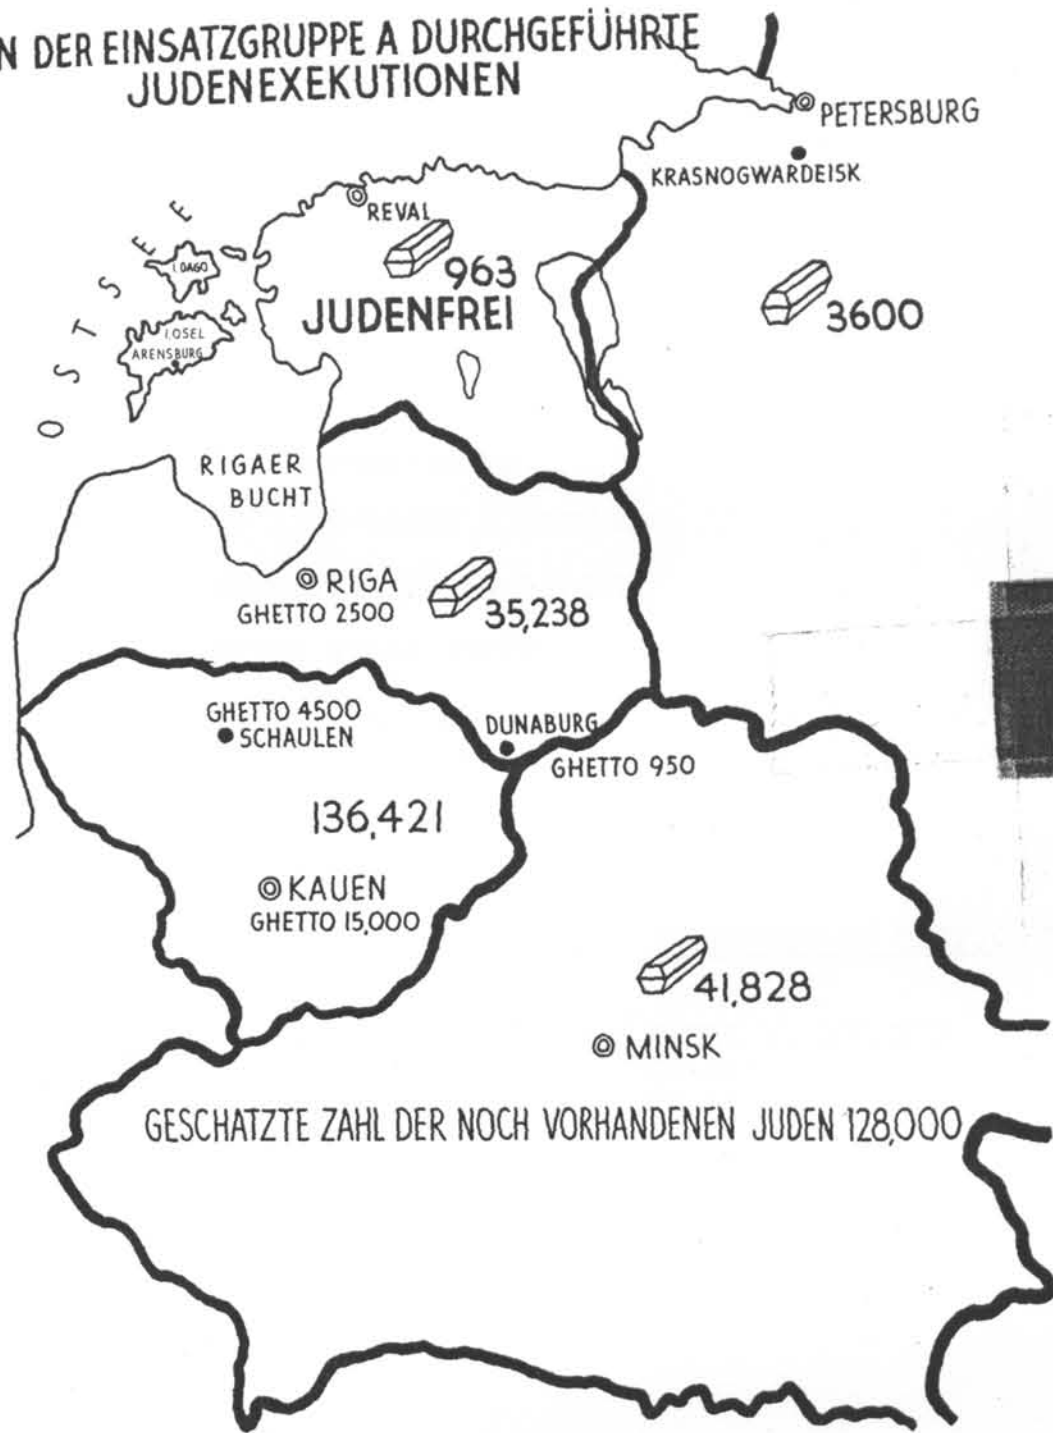 N DER EINSATZGRUPPE A DURCHGEFÜHRTE
JUDENEXEKUTIONEN
PETERSBURG
KRASNOGWARDEISK
REVAL
OSTSEE
I.DAGO
963
JUDENFREI
3600
I.OSEL
ARENSBURG
RIGAER
BUCHT
RIGA
GHETTO 2500
35,238
GHETTO 4500
SCHAULEN
DUNABURG
GHETTO 950
136,421
KAUEN
GHETTO 15,000
41,828
MINSK
GESCHATZTE ZAHL DER NOCH VORHANDENEN JUDEN 128,000